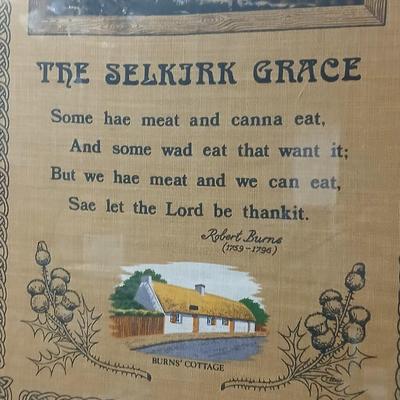 THE SELKIRK GRACE
Some hae meat and canna eat,
And some wad eat that want it;
But we hae meat and we can eat,
Sae let the Lord be thankit.
Robert Burns
(1759-1796)
BURNS' COTTAGE